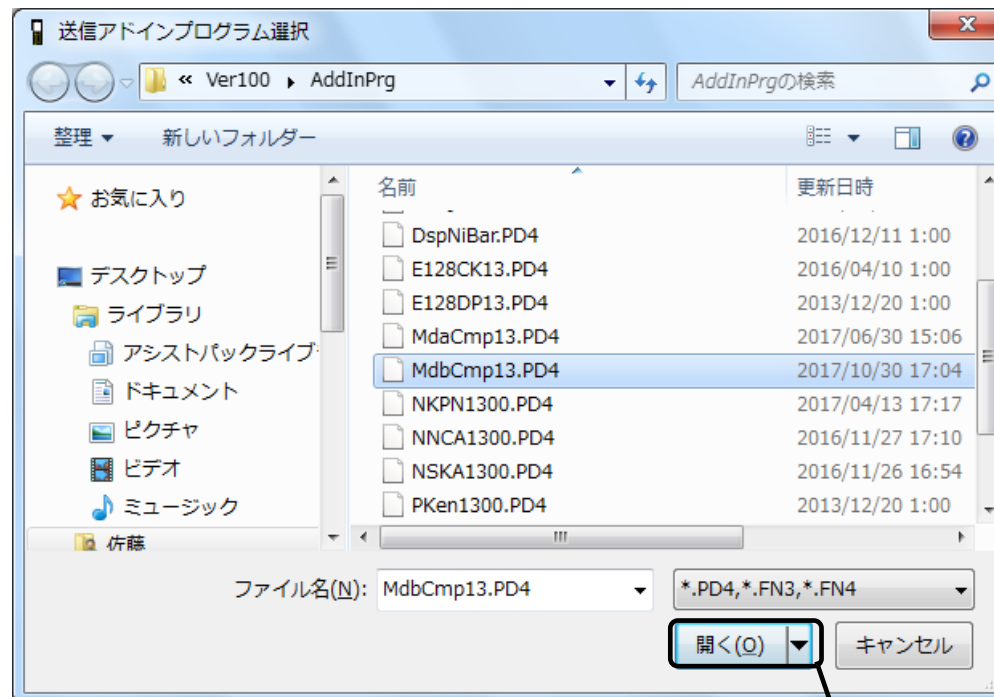 送信アドインプログラム選択
« Ver100 ▸ AddInPrg
AddInPrgの検索
整理 ▼ 新しいフォルダー
お気に入り
デスクトップ
ライブラリ
アシストパックライブ
ドキュメント
ピクチャ
ビデオ
ミュージック
佐藤
名前 更新日時
DspNiBar.PD4 2016/12/11 1:00
E128CK13.PD4 2016/04/10 1:00
E128DP13.PD4 2013/12/20 1:00
MdaCmp13.PD4 2017/06/30 15:06
MdbCmp13.PD4 2017/10/30 17:04
NKPN1300.PD4 2017/04/13 17:17
NNCA1300.PD4 2016/11/27 17:10
NSKA1300.PD4 2016/11/26 16:54
PKen1300.PD4 2013/12/20 1:00
ファイル名(N): MdbCmp13.PD4 *.PD4,*.FN3,*.FN4
開く(O) キャンセル